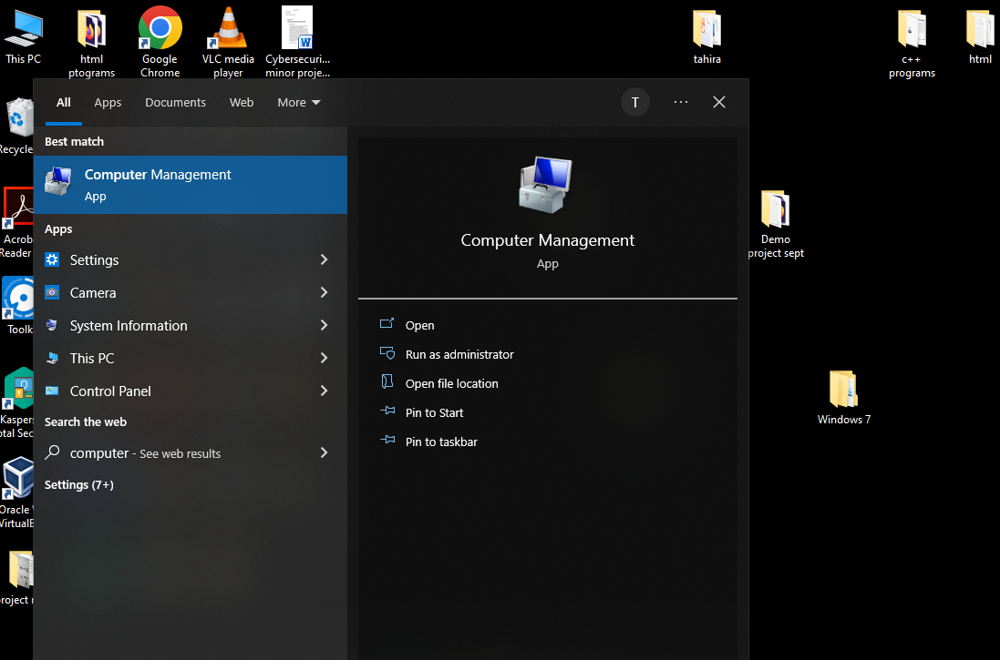 This PC
html
ptograms
Google
Chrome
VLC media
player
Cybersecuri...
minor proje...
tahira
c++
programs
html
All
Apps
Documents
Web
More
T
Recycle
Best match
Computer Management
App
Acrob
Reader
Apps
Settings
Camera
System Information
This PC
Control Panel
Search the web
computer - See web results
Settings (7+)
Toolk
Kaspers
otal Sec
Oracle V
VirtualB
project r
Computer Management
App
Open
Run as administrator
Open file location
Pin to Start
Pin to taskbar
Demo
project sept
Windows 7